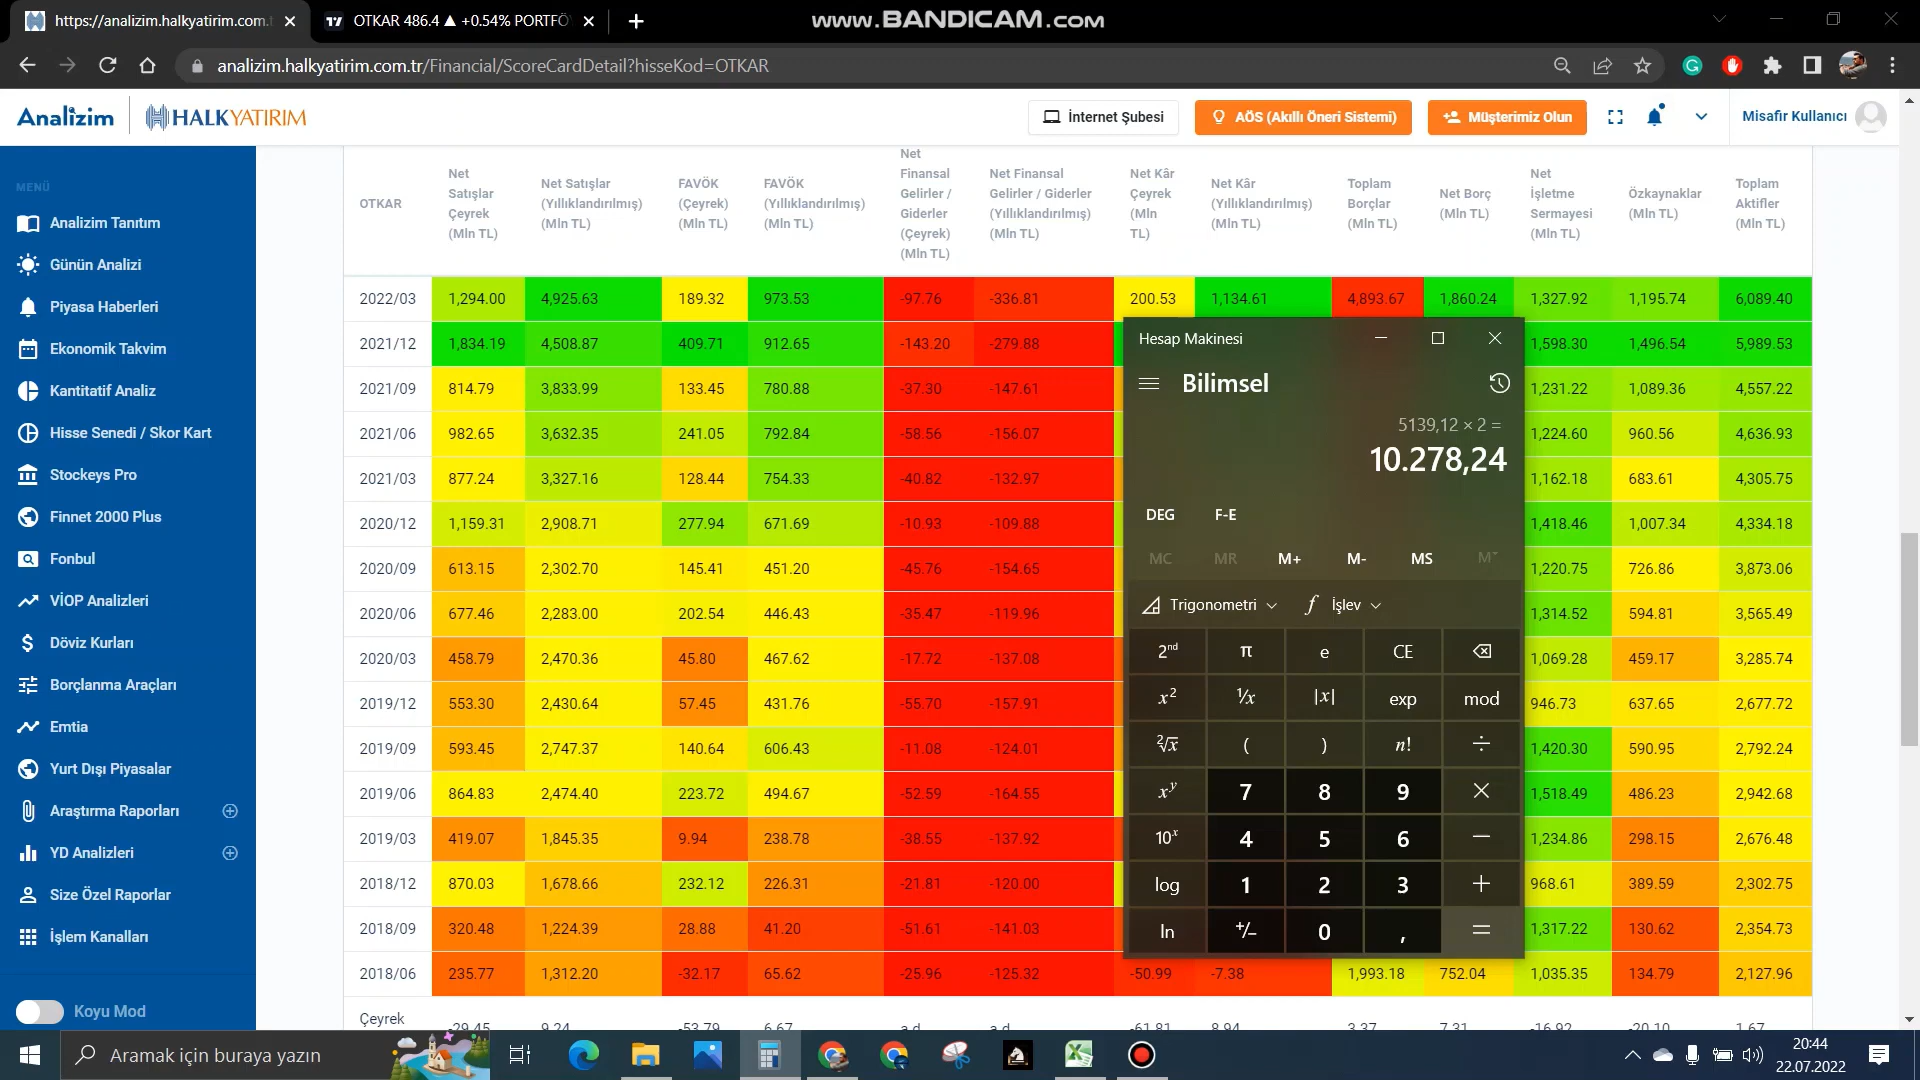 https://analizim.halkyatirim.com.t
OTKAR 486.4 ▲ +0.54% PORTFÖ
www.BANDICAM.com
analizim.halkyatirim.com.tr/Financial/ScoreCardDetail?hisseKod=OTKAR
Analizim
HALKYATIRIM
İnternet Şubesi
AÖS (Akıllı Öneri Sistemi)
Müşterimiz Olun
Misafir Kullanıcı
MENÜ
Analizim Tanıtım
Günün Analizi
Piyasa Haberleri
Ekonomik Takvim
Kantitatif Analiz
Hisse Senedi / Skor Kart
Stockeys Pro
Finnet 2000 Plus
Fonbul
VİOP Analizleri
Döviz Kurları
Borçlanma Araçları
Emtia
Yurt Dışı Piyasalar
Araştırma Raporları
YD Analizleri
Size Özel Raporlar
İşlem Kanalları
Koyu Mod
OTKAR
Net Satışlar Çeyrek (Mln TL)
Net Satışlar (Yıllıklandırılmış) (Mln TL)
FAVÖK (Çeyrek) (Mln TL)
FAVÖK (Yıllıklandırılmış) (Mln TL)
Net Finansal Gelirler / Giderler (Çeyrek) (Mln TL)
Net Finansal Gelirler / Giderler (Yıllıklandırılmış) (Mln TL)
Net Kâr Çeyrek (Mln TL)
Net Kâr (Yıllıklandırılmış) (Mln TL)
Toplam Borçlar (Mln TL)
Net Borç (Mln TL)
Net İşletme Sermayesi (Mln TL)
Özkaynaklar (Mln TL)
Toplam Aktifler (Mln TL)
2022/03 1,294.00 4,925.63 189.32 973.53 -97.76 -336.81 200.53 1,134.61 4,893.67 1,860.24 1,327.92 1,195.74 6,089.40
2021/12 1,834.19 4,508.87 409.71 912.65 -143.20 -279.88 1,598.30 1,496.54 5,989.53
2021/09 814.79 3,833.99 133.45 780.88 -37.30 -147.61 1,231.22 1,089.36 4,557.22
2021/06 982.65 3,632.35 241.05 792.84 -58.56 -156.07 1,224.60 960.56 4,636.93
2021/03 877.24 3,327.16 128.44 754.33 -40.82 -132.97 1,162.18 683.61 4,305.75
2020/12 1,159.31 2,908.71 277.94 671.69 -10.93 -109.88 1,418.46 1,007.34 4,334.18
2020/09 613.15 2,302.70 145.41 451.20 -45.76 -154.65 1,220.75 726.86 3,873.06
2020/06 677.46 2,283.00 202.54 446.43 -35.47 -119.96 1,314.52 594.81 3,565.49
2020/03 458.79 2,470.36 45.80 467.62 -17.72 -137.08 1,069.28 459.17 3,285.74
2019/12 553.30 2,430.64 57.45 431.76 -55.70 -157.91 946.73 637.65 2,677.72
2019/09 593.45 2,747.37 140.64 606.43 -11.08 -124.01 1,420.30 590.95 2,792.24
2019/06 864.83 2,474.40 223.72 494.67 -52.59 -164.55 1,518.49 486.23 2,942.68
2019/03 419.07 1,845.35 9.94 238.78 -38.55 -137.92 1,234.86 298.15 2,676.48
2018/12 870.03 1,678.66 232.12 226.31 -21.81 -120.00 968.61 389.59 2,302.75
2018/09 320.48 1,224.39 28.88 41.20 -51.61 -141.03 1,317.22 130.62 2,354.73
2018/06 235.77 1,312.20 -32.17 65.62 -25.96 -125.32 -50.99 -7.38 1,993.18 752.04 1,035.35 134.79 2,127.96
Çeyrek -29.45 9.24 -53.79 6.67 a.d. a.d. -61.81 8.94 3.37 7.31 -16.92 -20.10 1.67
Hesap Makinesi
Bilimsel
5139,12 × 2 =
10.278,24
DEG F-E
MC MR M+ M- MS M˅
Trigonometri İşlev
2nd π e CE
x² ¹/x |x| exp mod
²√x ( ) n! ÷
xʸ 7 8 9 ×
10ˣ 4 5 6 −
log 1 2 3 +
ln +/− 0 , =
Aramak için buraya yazın
20:44
22.07.2022